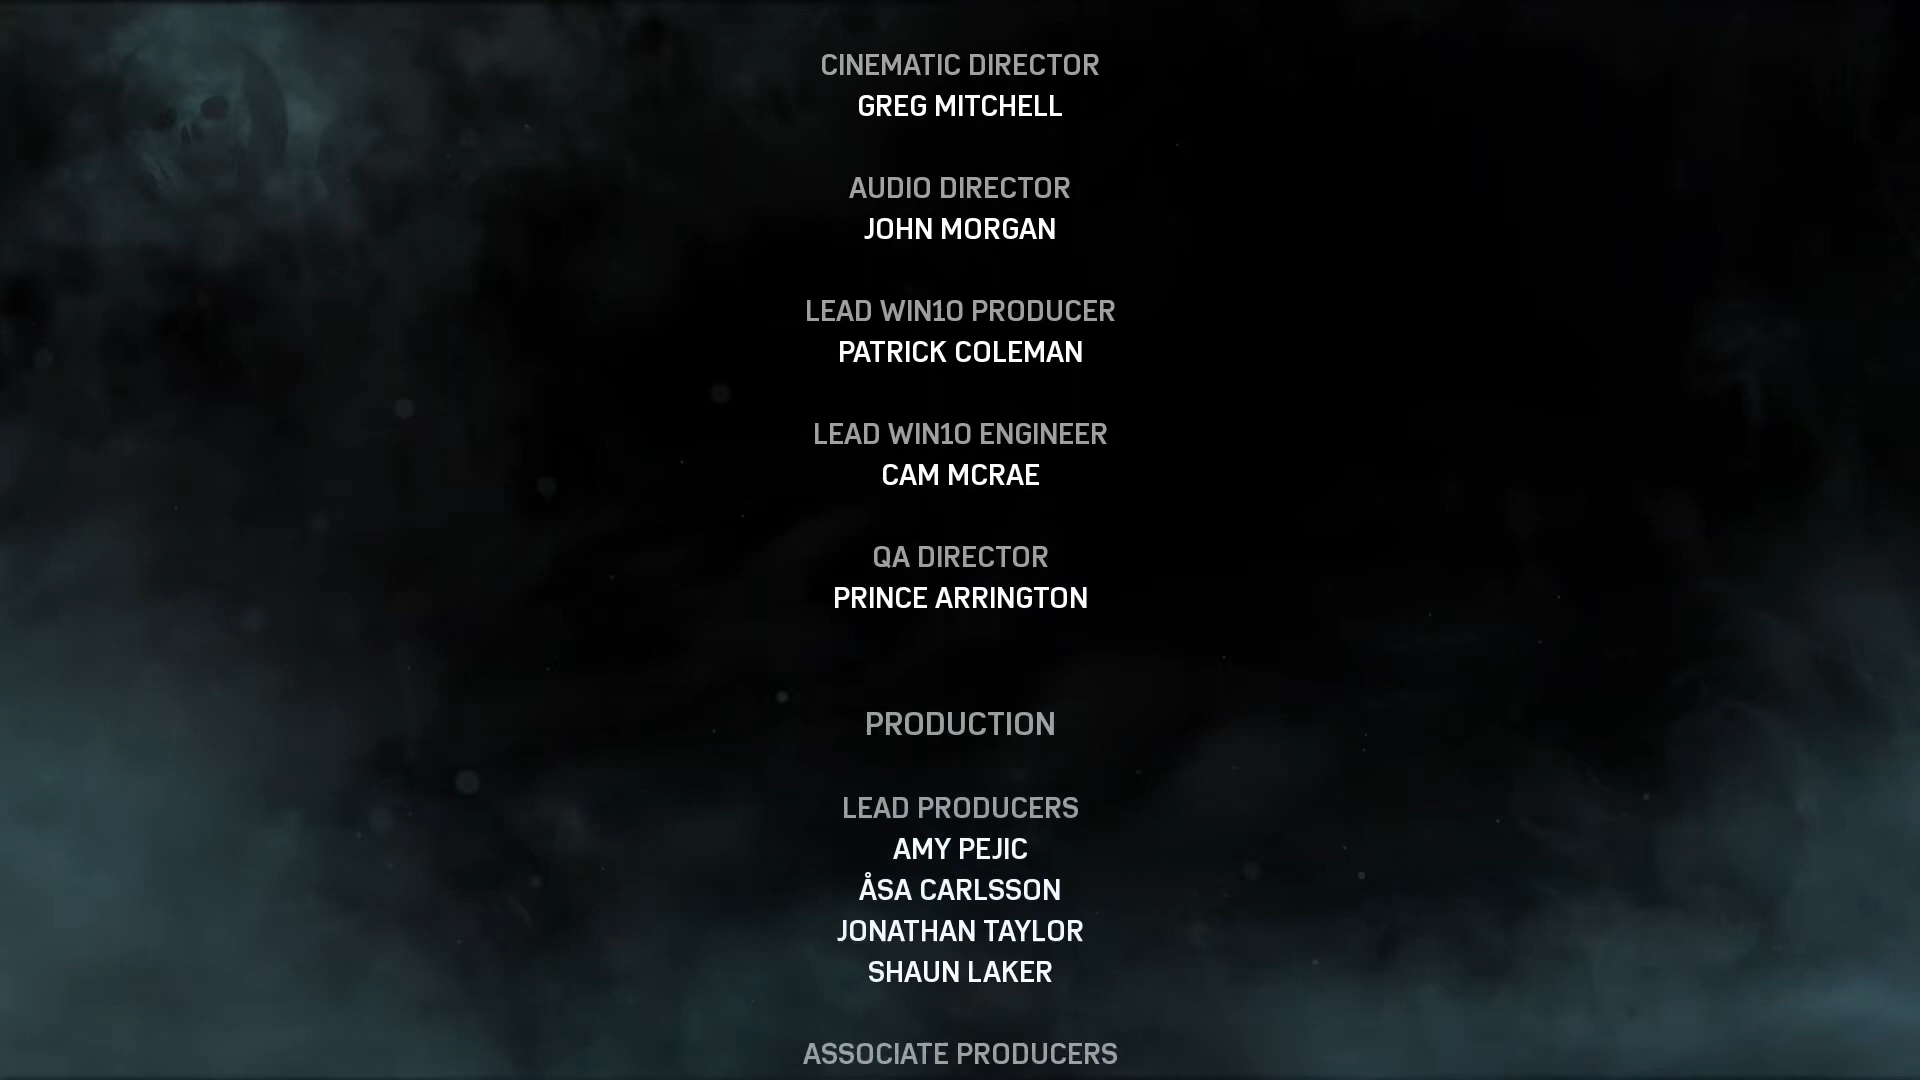 CINEMATIC DIRECTOR
GREG MITCHELL
AUDIO DIRECTOR
JOHN MORGAN
LEAD WIN10 PRODUCER
PATRICK COLEMAN
LEAD WIN10 ENGINEER
CAM MCRAE
QA DIRECTOR
PRINCE ARRINGTON
PRODUCTION
LEAD PRODUCERS
AMY PEJIC
ÅSA CARLSSON
JONATHAN TAYLOR
SHAUN LAKER
ASSOCIATE PRODUCERS